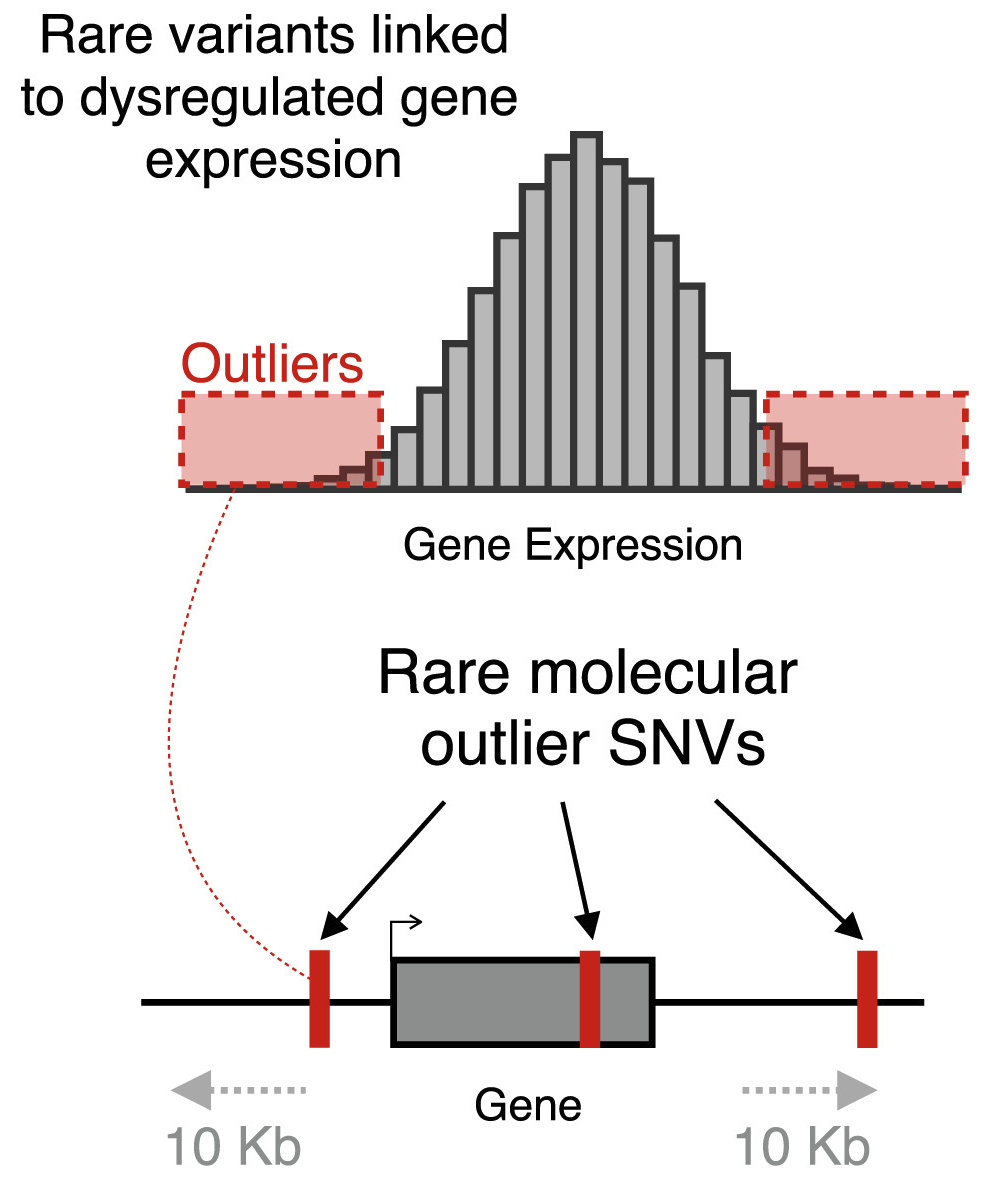 Rare variants linked
to dysregulated gene
expression
Outliers
Gene Expression
Rare molecular
outlier SNVs
Gene
10 Kb
10 Kb